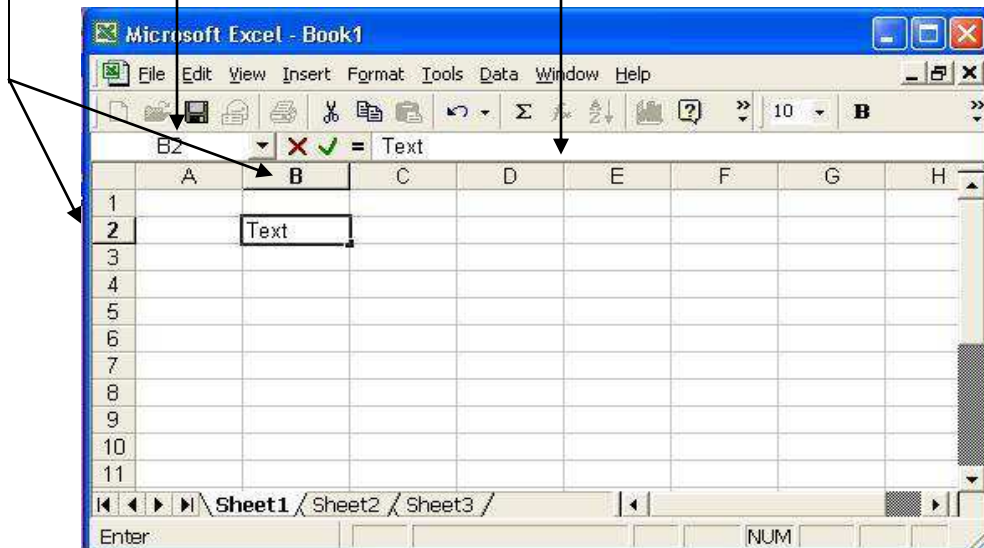 Microsoft Excel - Book1
File Edit View Insert Format Tools Data Window Help
Σ 10 B
B2 = Text
A B C D E F G H
1
2 Text
3
4
5
6
7
8
9
10
11
Sheet1 / Sheet2 / Sheet3 /
Enter NUM